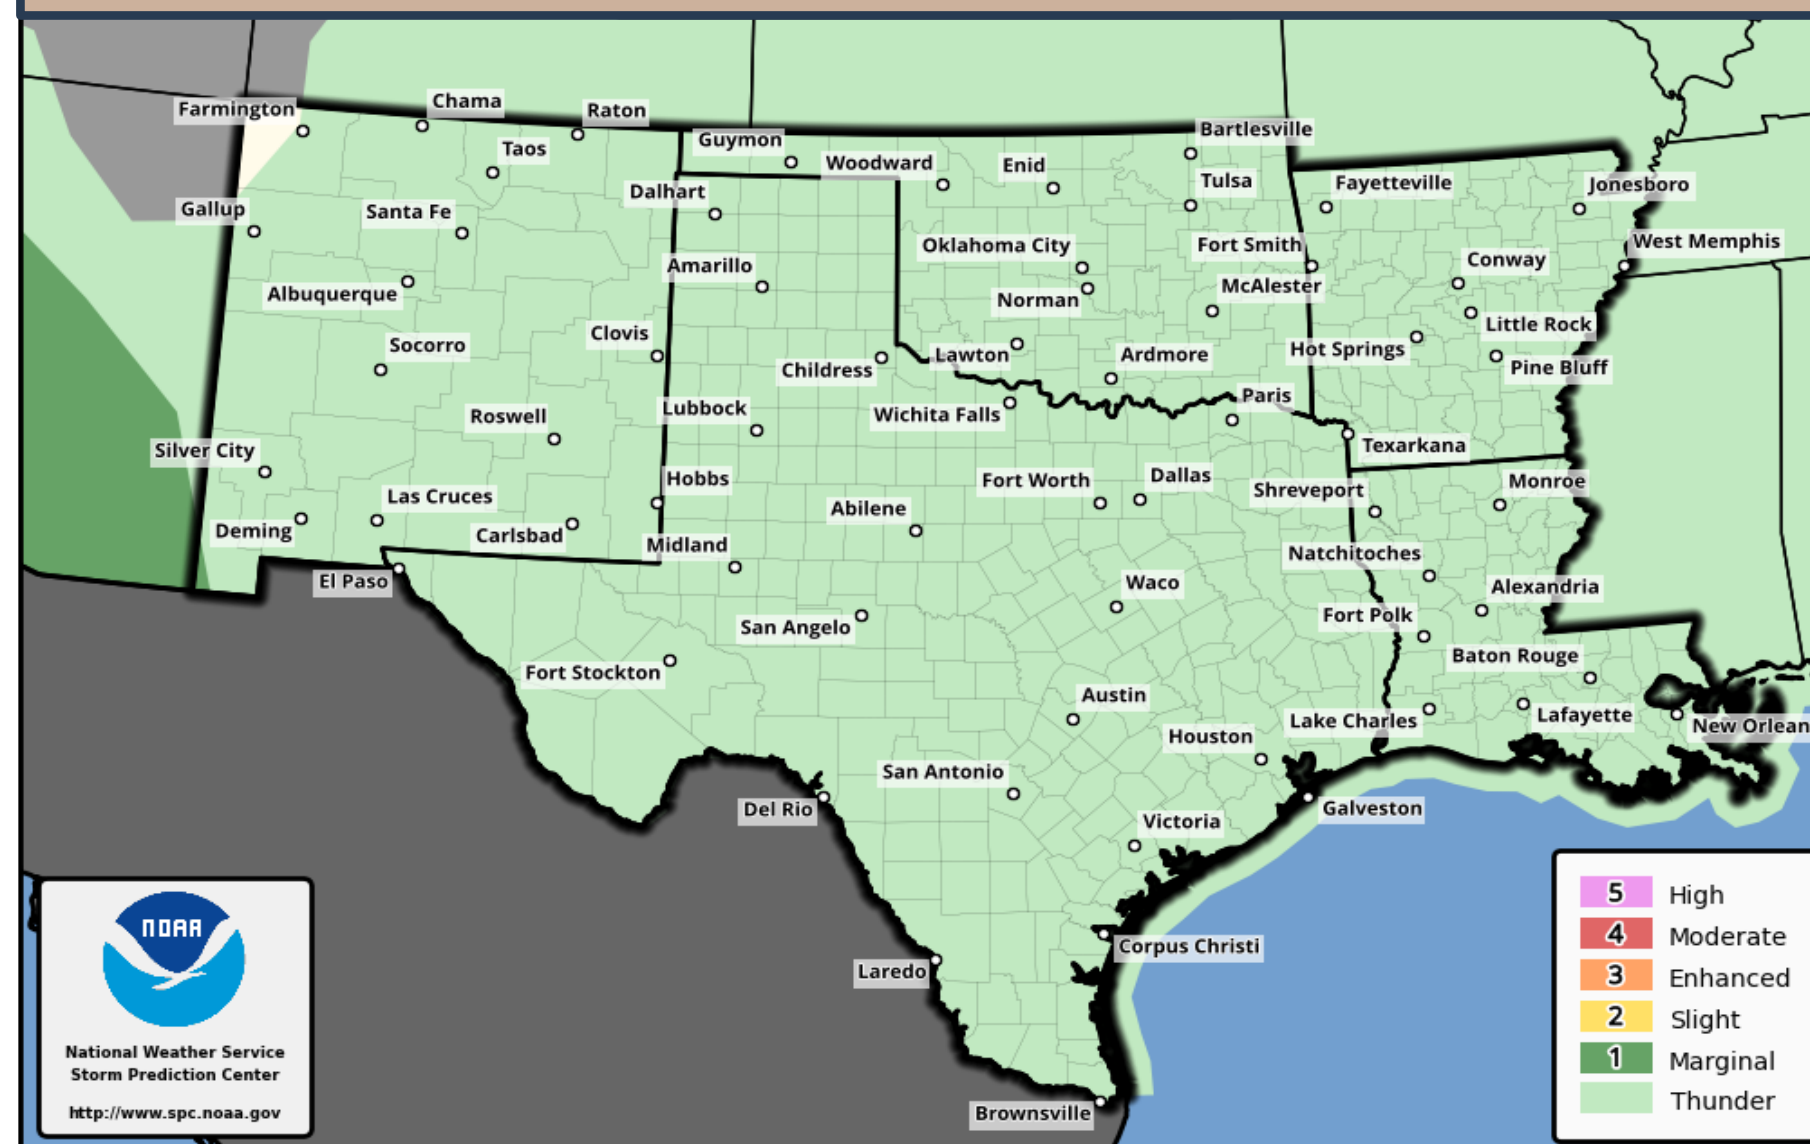 Farmington
Chama
Raton
Taos
Guymon
Woodward
Enid
Bartlesville
Tulsa
Fayetteville
Jonesboro
Dalhart
Gallup
Santa Fe
Amarillo
Oklahoma City
Fort Smith
Conway
West Memphis
Albuquerque
Norman
McAlester
Little Rock
Socorro
Clovis
Childress
Lawton
Ardmore
Hot Springs
Pine Bluff
Roswell
Lubbock
Wichita Falls
Paris
Texarkana
Silver City
Las Cruces
Hobbs
Fort Worth
Dallas
Shreveport
Monroe
Deming
Carlsbad
Midland
Abilene
Natchitoches
El Paso
Waco
Alexandria
San Angelo
Fort Polk
Fort Stockton
Baton Rouge
Austin
Houston
Lake Charles
Lafayette
New Orlean
San Antonio
Del Rio
Victoria
Galveston
Corpus Christi
Laredo
Brownsville
NOAA
National Weather Service
Storm Prediction Center
http://www.spc.noaa.gov
5 High
4 Moderate
3 Enhanced
2 Slight
1 Marginal
Thunder